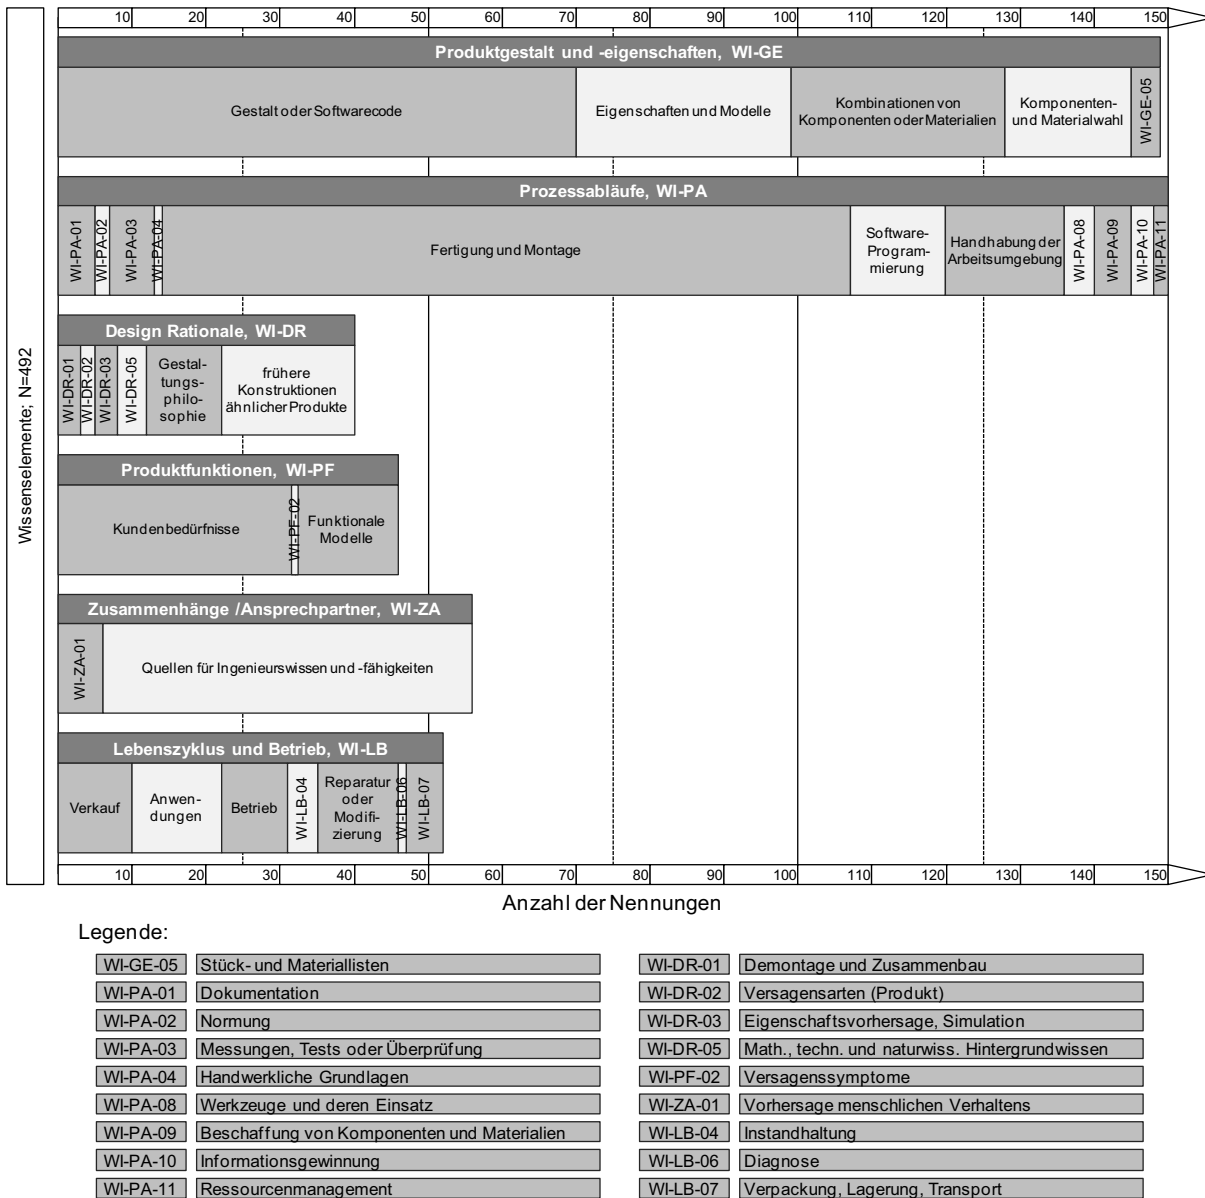 10 20 30 40 50 60 70 80 90 100 110 120 130 140 150
Wissenselemente; N=492
Produktgestalt und -eigenschaften, WI-GE
Gestalt oder Softwarecode
Eigenschaften und Modelle
Kombinationen von
Komponenten oder Materialien
Komponenten-
und Materialwahl
WI-GE-05
Prozessabläufe, WI-PA
WI-PA-01
WI-PA-02
WI-PA-03
WI-PA-04
Fertigung und Montage
Software-
Program-
mierung
Handhabung der
Arbeitsumgebung
WI-PA-08
WI-PA-09
WI-PA-10
WI-PA-11
Design Rationale, WI-DR
WI-DR-01
WI-DR-02
WI-DR-03
WI-DR-05
Gestal-
tungs-
philo-
sophie
frühere
Konstruktionen
ähnlicher Produkte
Produktfunktionen, WI-PF
Kundenbedürfnisse
WI-PF-02
Funktionale
Modelle
Zusammenhänge /Ansprechpartner, WI-ZA
WI-ZA-01
Quellen für Ingenieurswissen und -fähigkeiten
Lebenszyklus und Betrieb, WI-LB
Verkauf
Anwen-
dungen
Betrieb
WI-LB-04
Reparatur
oder
Modifi-
zierung
WI-LB-06
WI-LB-07
10 20 30 40 50 60 70 80 90 100 110 120 130 140 150
Anzahl der Nennungen
Legende:
WI-GE-05 Stück- und Materiallisten
WI-PA-01 Dokumentation
WI-PA-02 Normung
WI-PA-03 Messungen, Tests oder Überprüfung
WI-PA-04 Handwerkliche Grundlagen
WI-PA-08 Werkzeuge und deren Einsatz
WI-PA-09 Beschaffung von Komponenten und Materialien
WI-PA-10 Informationsgewinnung
WI-PA-11 Ressourcenmanagement
WI-DR-01 Demontage und Zusammenbau
WI-DR-02 Versagensarten (Produkt)
WI-DR-03 Eigenschaftsvorhersage, Simulation
WI-DR-05 Math., techn. und naturwiss. Hintergrundwissen
WI-PF-02 Versagenssymptome
WI-ZA-01 Vorhersage menschlichen Verhaltens
WI-LB-04 Instandhaltung
WI-LB-06 Diagnose
WI-LB-07 Verpackung, Lagerung, Transport